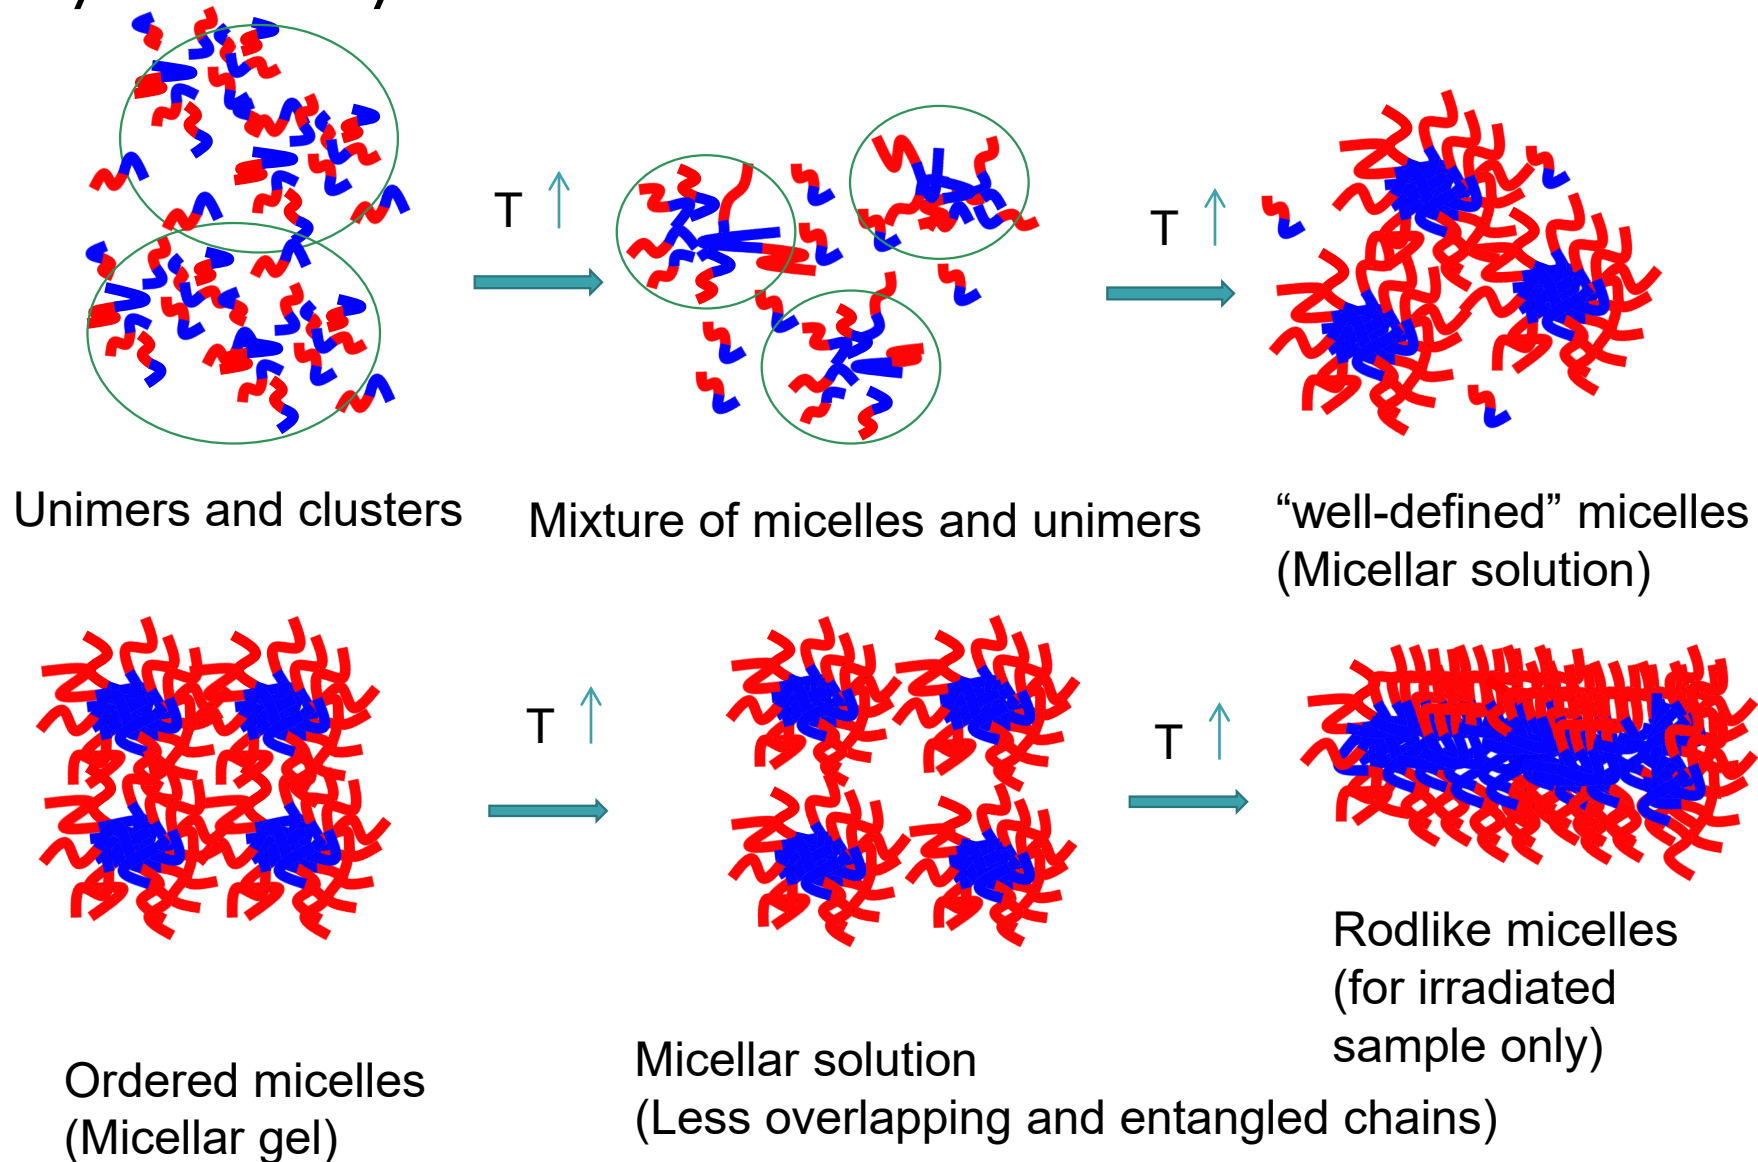 T
T
Unimers and clusters
Mixture of micelles and unimers
“well-defined” micelles
(Micellar solution)
T
T
Ordered micelles
(Micellar gel)
Micellar solution
(Less overlapping and entangled chains)
Rodlike micelles
(for irradiated
sample only)